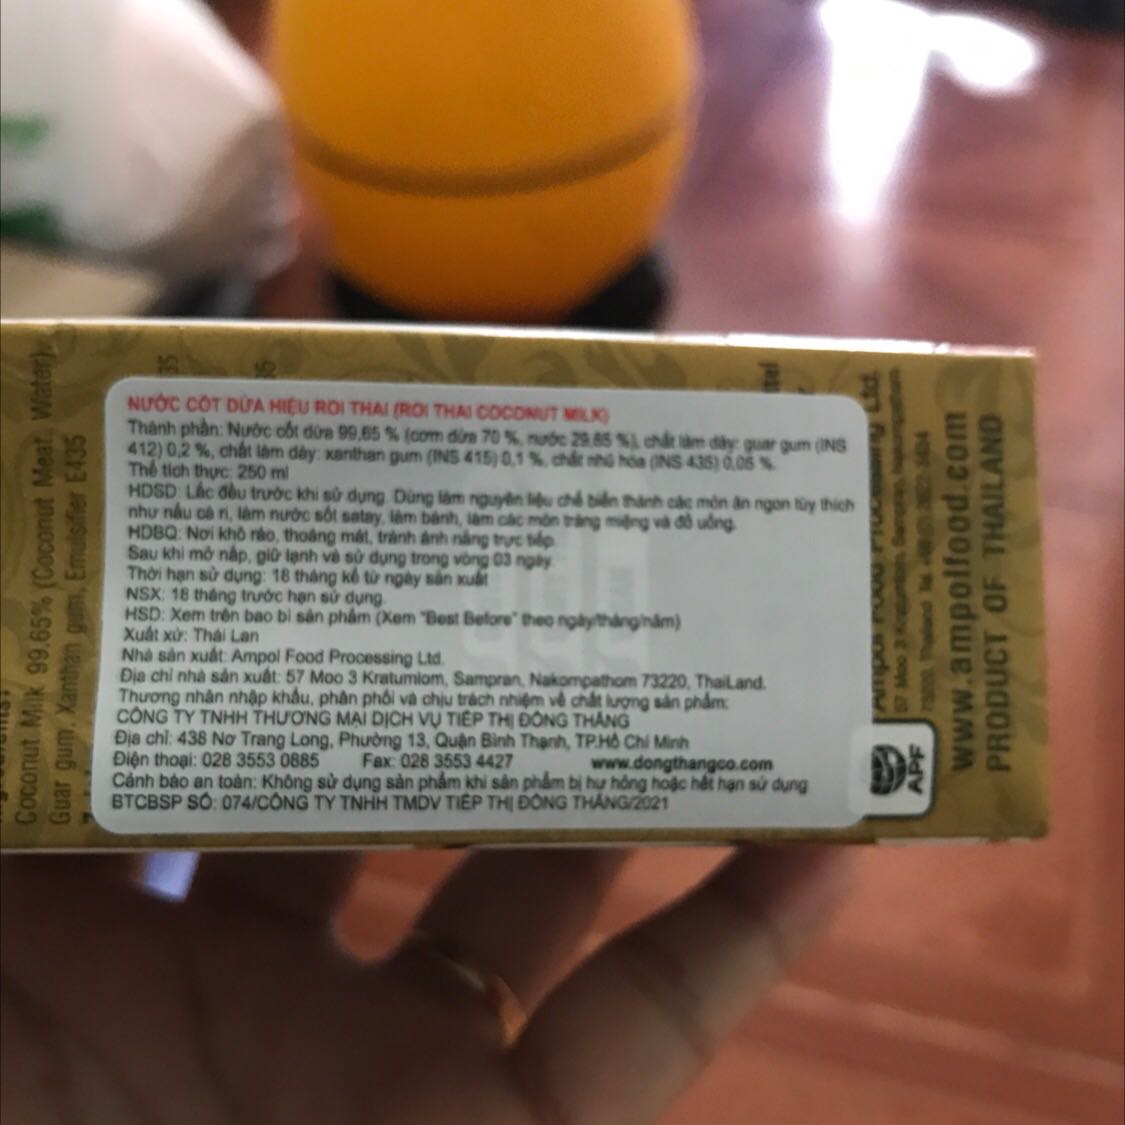 NƯỚC CỐT DỪA HIỆU ROI THAI (ROI THAI COCONUT MILK)
Thành phần: Nước cốt dừa 99,65 % (cơm dừa 70 %, nước 29,65 %), chất làm dày: guar gum (INS
412) 0,2 %, chất làm dày: xanthan gum (INS 415) 0,1 %, chất nhũ hóa (INS 435) 0,05 %.
Thể tích thực: 250 ml
HDSD: Lắc đều trước khi sử dụng. Dùng làm nguyên liệu chế biến thành các món ăn ngon tùy thích
như nấu cà ri, làm nước sốt satay, làm bánh, làm các món tráng miệng và đồ uống.
HDBQ: Nơi khô ráo, thoáng mát, tránh ánh nắng trực tiếp.
Sau khi mở nắp, giữ lạnh và sử dụng trong vòng 03 ngày.
Thời hạn sử dụng: 18 tháng kể từ ngày sản xuất
NSX: 18 tháng trước hạn sử dụng.
HSD: Xem trên bao bì sản phẩm (Xem "Best Before" theo ngày/tháng/năm)
Xuất xứ: Thái Lan
Nhà sản xuất: Ampol Food Processing Ltd.
Địa chỉ nhà sản xuất: 57 Moo 3 Kratumlom, Sampran, Nakornpathom 73220, ThaiLand.
Thương nhân nhập khẩu, phân phối và chịu trách nhiệm về chất lượng sản phẩm:
CÔNG TY TNHH THƯƠNG MẠI DỊCH VỤ TIẾP THỊ ĐÔNG THĂNG
Địa chỉ: 438 Nơ Trang Long, Phường 13, Quận Bình Thạnh, TP.Hồ Chí Minh
Điện thoại: 028 3553 0885 Fax: 028 3553 4427 www.dongthangco.com
Cảnh báo an toàn: Không sử dụng sản phẩm khi sản phẩm bị hư hỏng hoặc hết hạn sử dụng
BTCBSP SỐ: 074/CÔNG TY TNHH TMDV TIẾP THỊ ĐÔNG THĂNG/2021
Coconut Milk 99.65% (Coconut Meat, Water),
Guar gum, Xanthan gum, Emulsifier E435
Ampol Food Processing Ltd.
57 Moo 3 Kratumlom, Sampran, Nakornpathom
APF
www.ampolfood.com
PRODUCT OF THAILAND